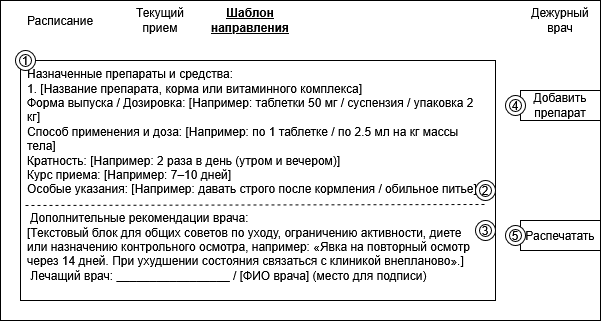 Расписание
Текущий
прием
Шаблон
направления
Дежурный
врач
1
Назначенные препараты и средства:
1. [Название препарата, корма или витаминного комплекса]
Форма выпуска / Дозировка: [Например: таблетки 50 мг / суспензия / упаковка 2
кг]
Способ применения и доза: [Например: по 1 таблетке / по 2.5 мл на кг массы
тела]
Кратность: [Например: 2 раза в день (утром и вечером)]
Курс приема: [Например: 7–10 дней]
Особые указания: [Например: давать строго после кормления / обильное питье]
2
Дополнительные рекомендации врача:
3
[Текстовый блок для общих советов по уходу, ограничению активности, диете
или назначению контрольного осмотра, например: «Явка на повторный осмотр
через 14 дней. При ухудшении состояния связаться с клиникой внепланово».]
Лечащий врач: _________________ / [ФИО врача] (место для подписи)
4
Добавить
препарат
5
Распечатать